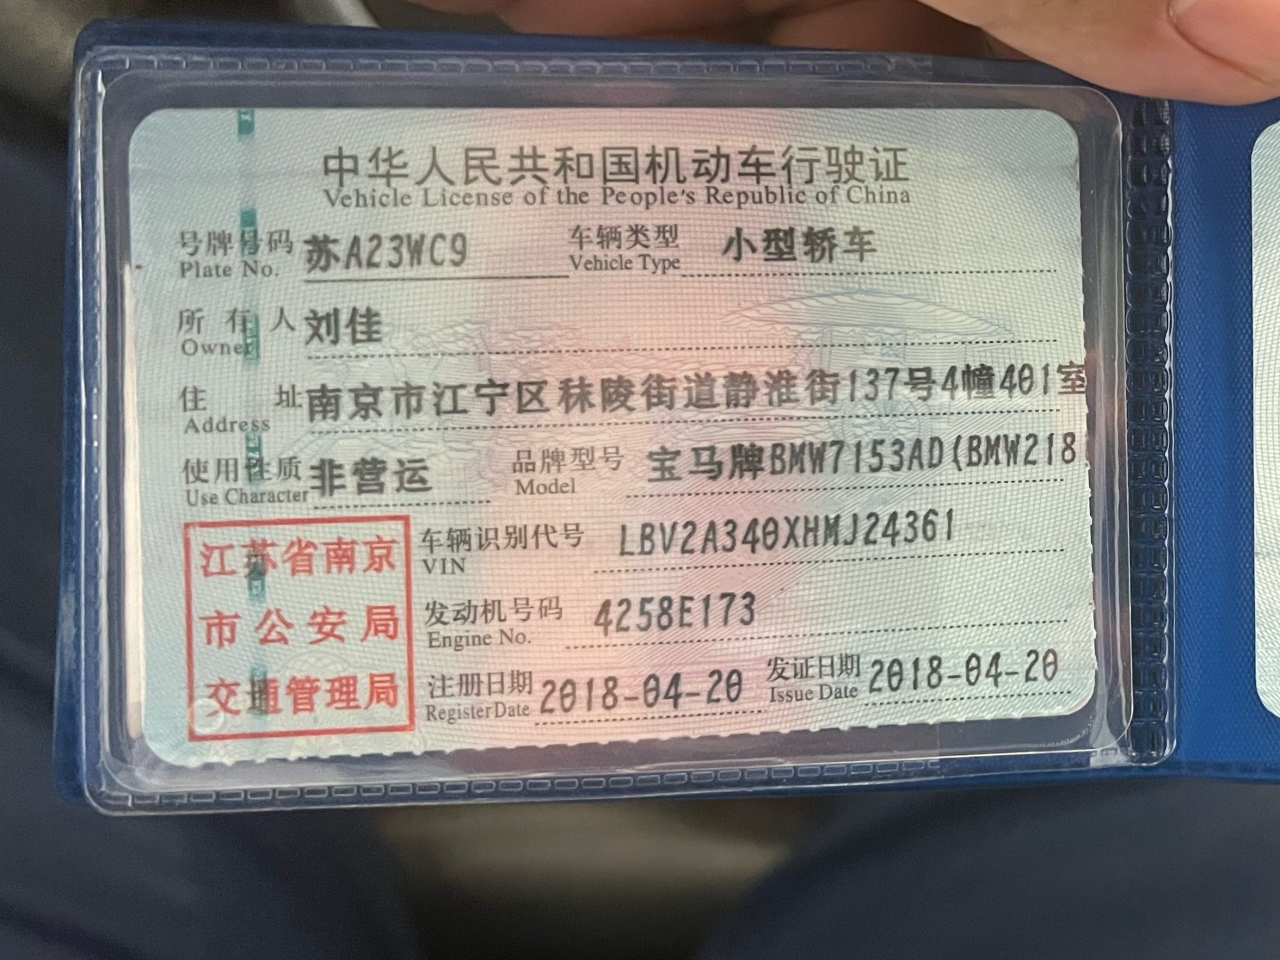 中华人民共和国机动车行驶证
Vehicle License of the People's Republic of China
号牌号码 苏A23WC9 车辆类型 小型轿车
Plate No. Vehicle Type
所有人 刘佳
Owner
住址 南京市江宁区秣陵街道静淮街137号4幢401室
Address
使用性质 非营运 品牌型号 宝马牌BMW7153AD(BMW218
Use Character Model
江苏省南京
市公安局
交通管理局
车辆识别代号 LBV2A340XHMJ24361
VIN
发动机号码 4258E173
Engine No.
注册日期 2018-04-20 发证日期 2018-04-20
Register Date Issue Date